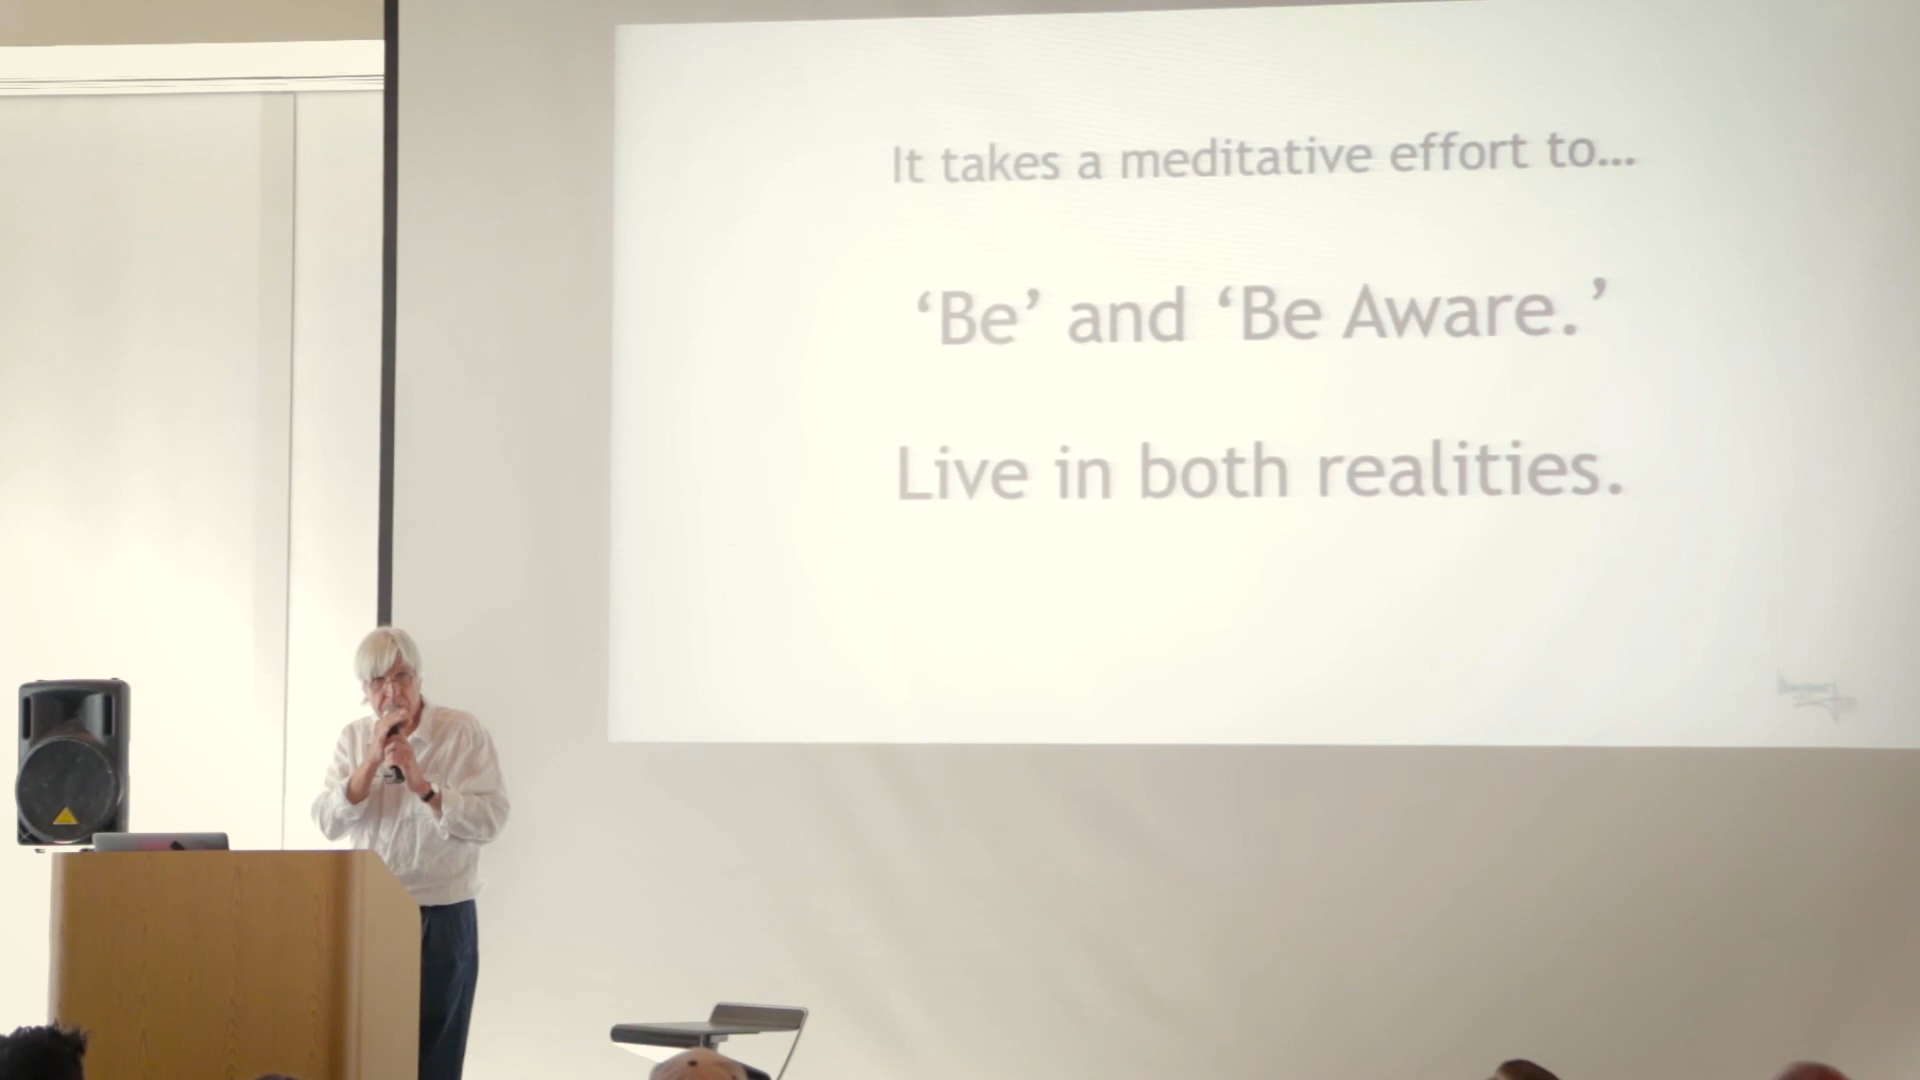 It takes a meditative effort to...
‘Be’ and ‘Be Aware.’
Live in both realities.